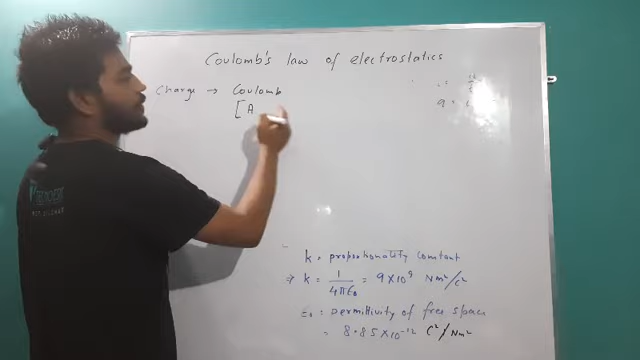 Coulomb's law of electrostatics
Charge → Coulomb
[A
k = proportionality constant
⇒ k = 1/4πε₀ = 9×10⁹ Nm²/C²
ε₀ = permittivity of free space
= 8.85×10⁻¹² C²/Nm²